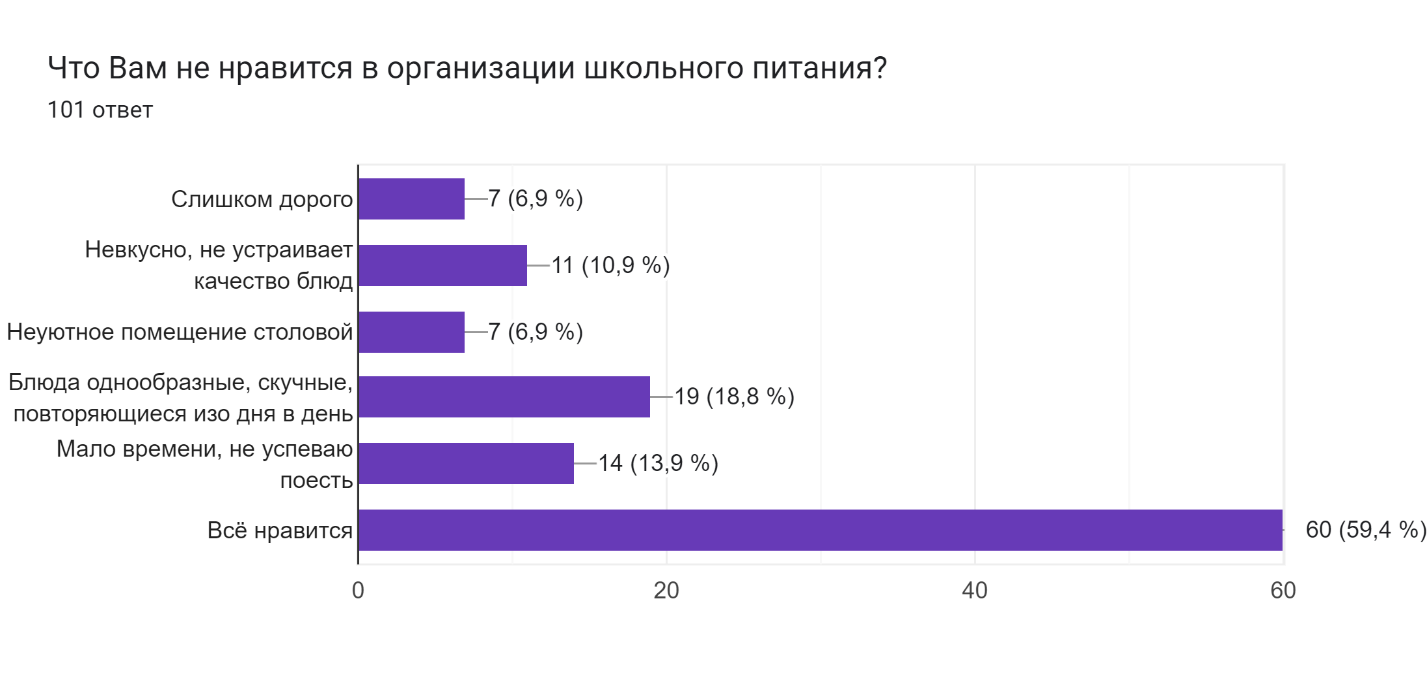 Что Вам не нравится в организации школьного питания?
101 ответ
Слишком дорого
7 (6,9 %)
Невкусно, не устраивает
качество блюд
11 (10,9 %)
Неуютное помещение столовой
7 (6,9 %)
Блюда однообразные, скучные,
повторяющиеся изо дня в день
19 (18,8 %)
Мало времени, не успеваю
поесть
14 (13,9 %)
Всё нравится
60 (59,4 %)
0 20 40 60